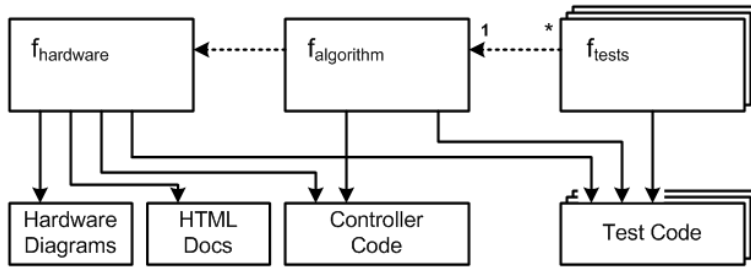 f_hardware
f_algorithm
1
*
f_tests
Hardware
Diagrams
HTML
Docs
Controller
Code
Test Code